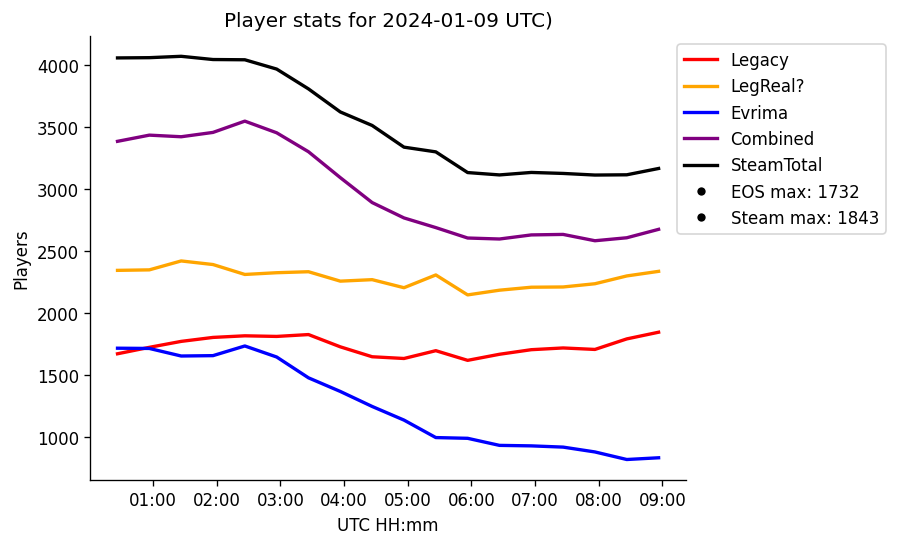 Player stats for 2024-01-09 UTC)
Legacy
LegReal?
Evrima
Combined
SteamTotal
EOS max: 1732
Steam max: 1843
Players
4000
3500
3000
2500
2000
1500
1000
01:00 02:00 03:00 04:00 05:00 06:00 07:00 08:00 09:00
UTC HH:mm